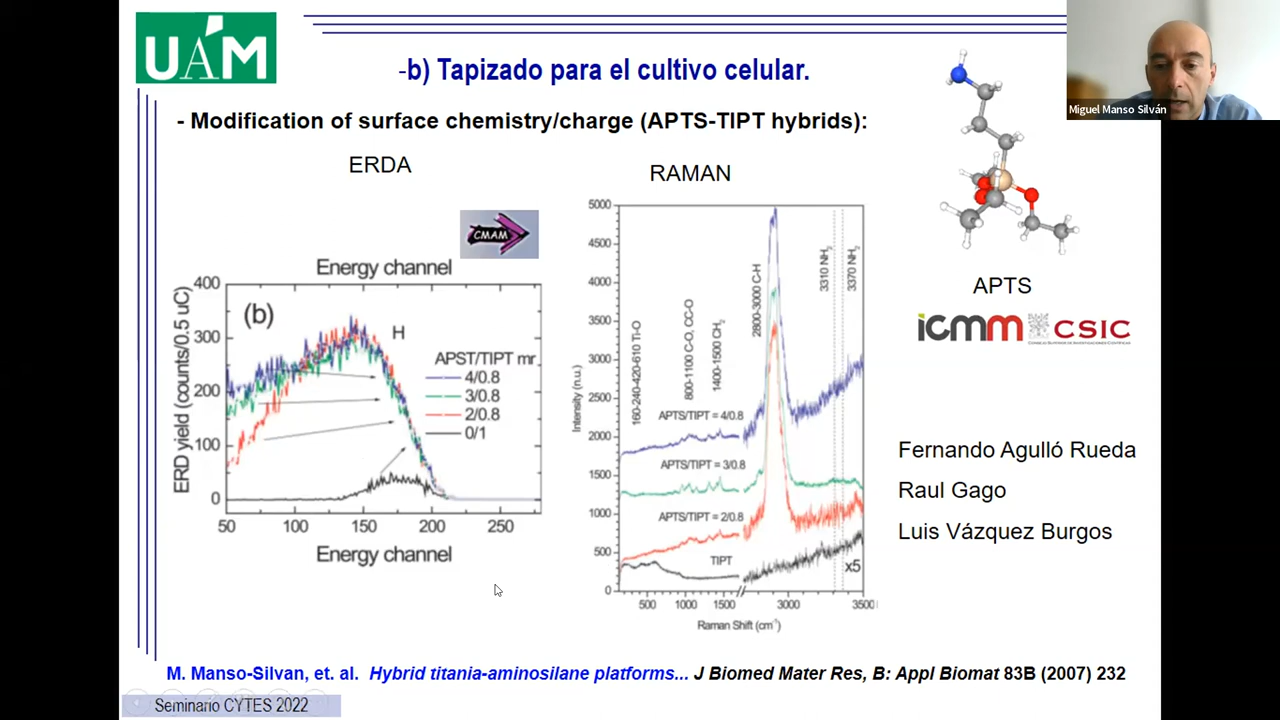 UAM
-b) Tapizado para el cultivo celular.
Miguel Manso Silván
- Modification of surface chemistry/charge (APTS-TIPT hybrids):
ERDA
RAMAN
CMAM
Energy channel
(b)
H
APST/TIPT mr
4/0.8
3/0.8
2/0.8
0/1
ERD yield (counts/0.5 uC)
400
300
200
100
0
50
100
150
200
250
Energy channel
5000
4500
4000
3500
3000
2500
2000
1500
1000
500
0
Intensity (n.u.)
160-240-420-610 Ti-O
800-1100 C-O, CC-O
1400-1500 CH2
2800-3000 C-H
3310 NH2
3370 NH2
APTS/TIPT = 4/0.8
APTS/TIPT = 3/0.8
APTS/TIPT = 2/0.8
TIPT
x5
500
1000
1500
3000
3500
Raman Shift (cm-1)
APTS
icmm
CSIC
Fernando Agulló Rueda
Raul Gago
Luis Vázquez Burgos
M. Manso-Silvan, et. al. Hybrid titania-aminosilane platforms... J Biomed Mater Res, B: Appl Biomat 83B (2007) 232
Seminario CYTES 2022